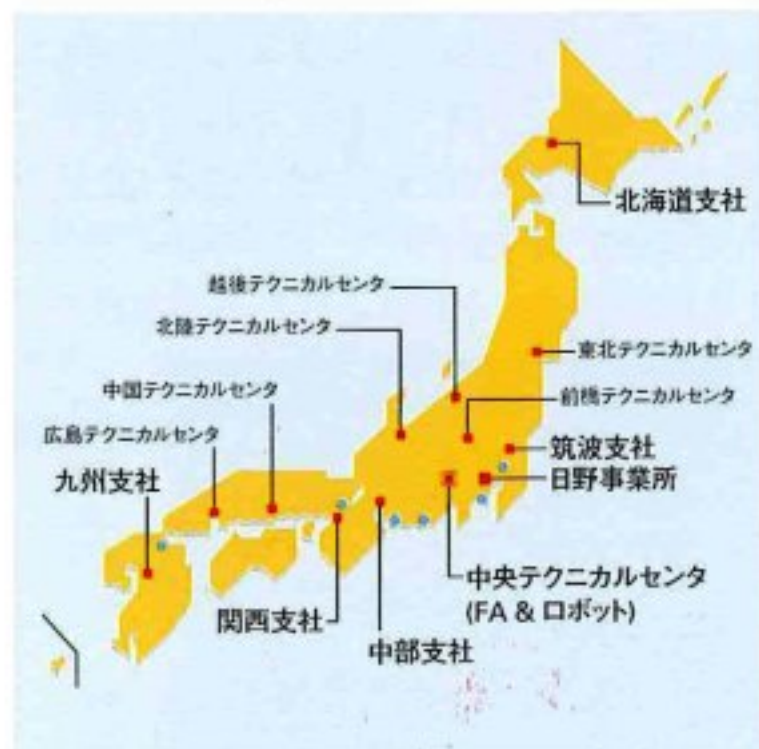 北海道支社
越後テクニカルセンタ
北陸テクニカルセンタ
東北テクニカルセンタ
中国テクニカルセンタ
前橋テクニカルセンタ
広島テクニカルセンタ
筑波支社
九州支社
日野事業所
中央テクニカルセンタ
(FA & ロボット)
関西支社
中部支社